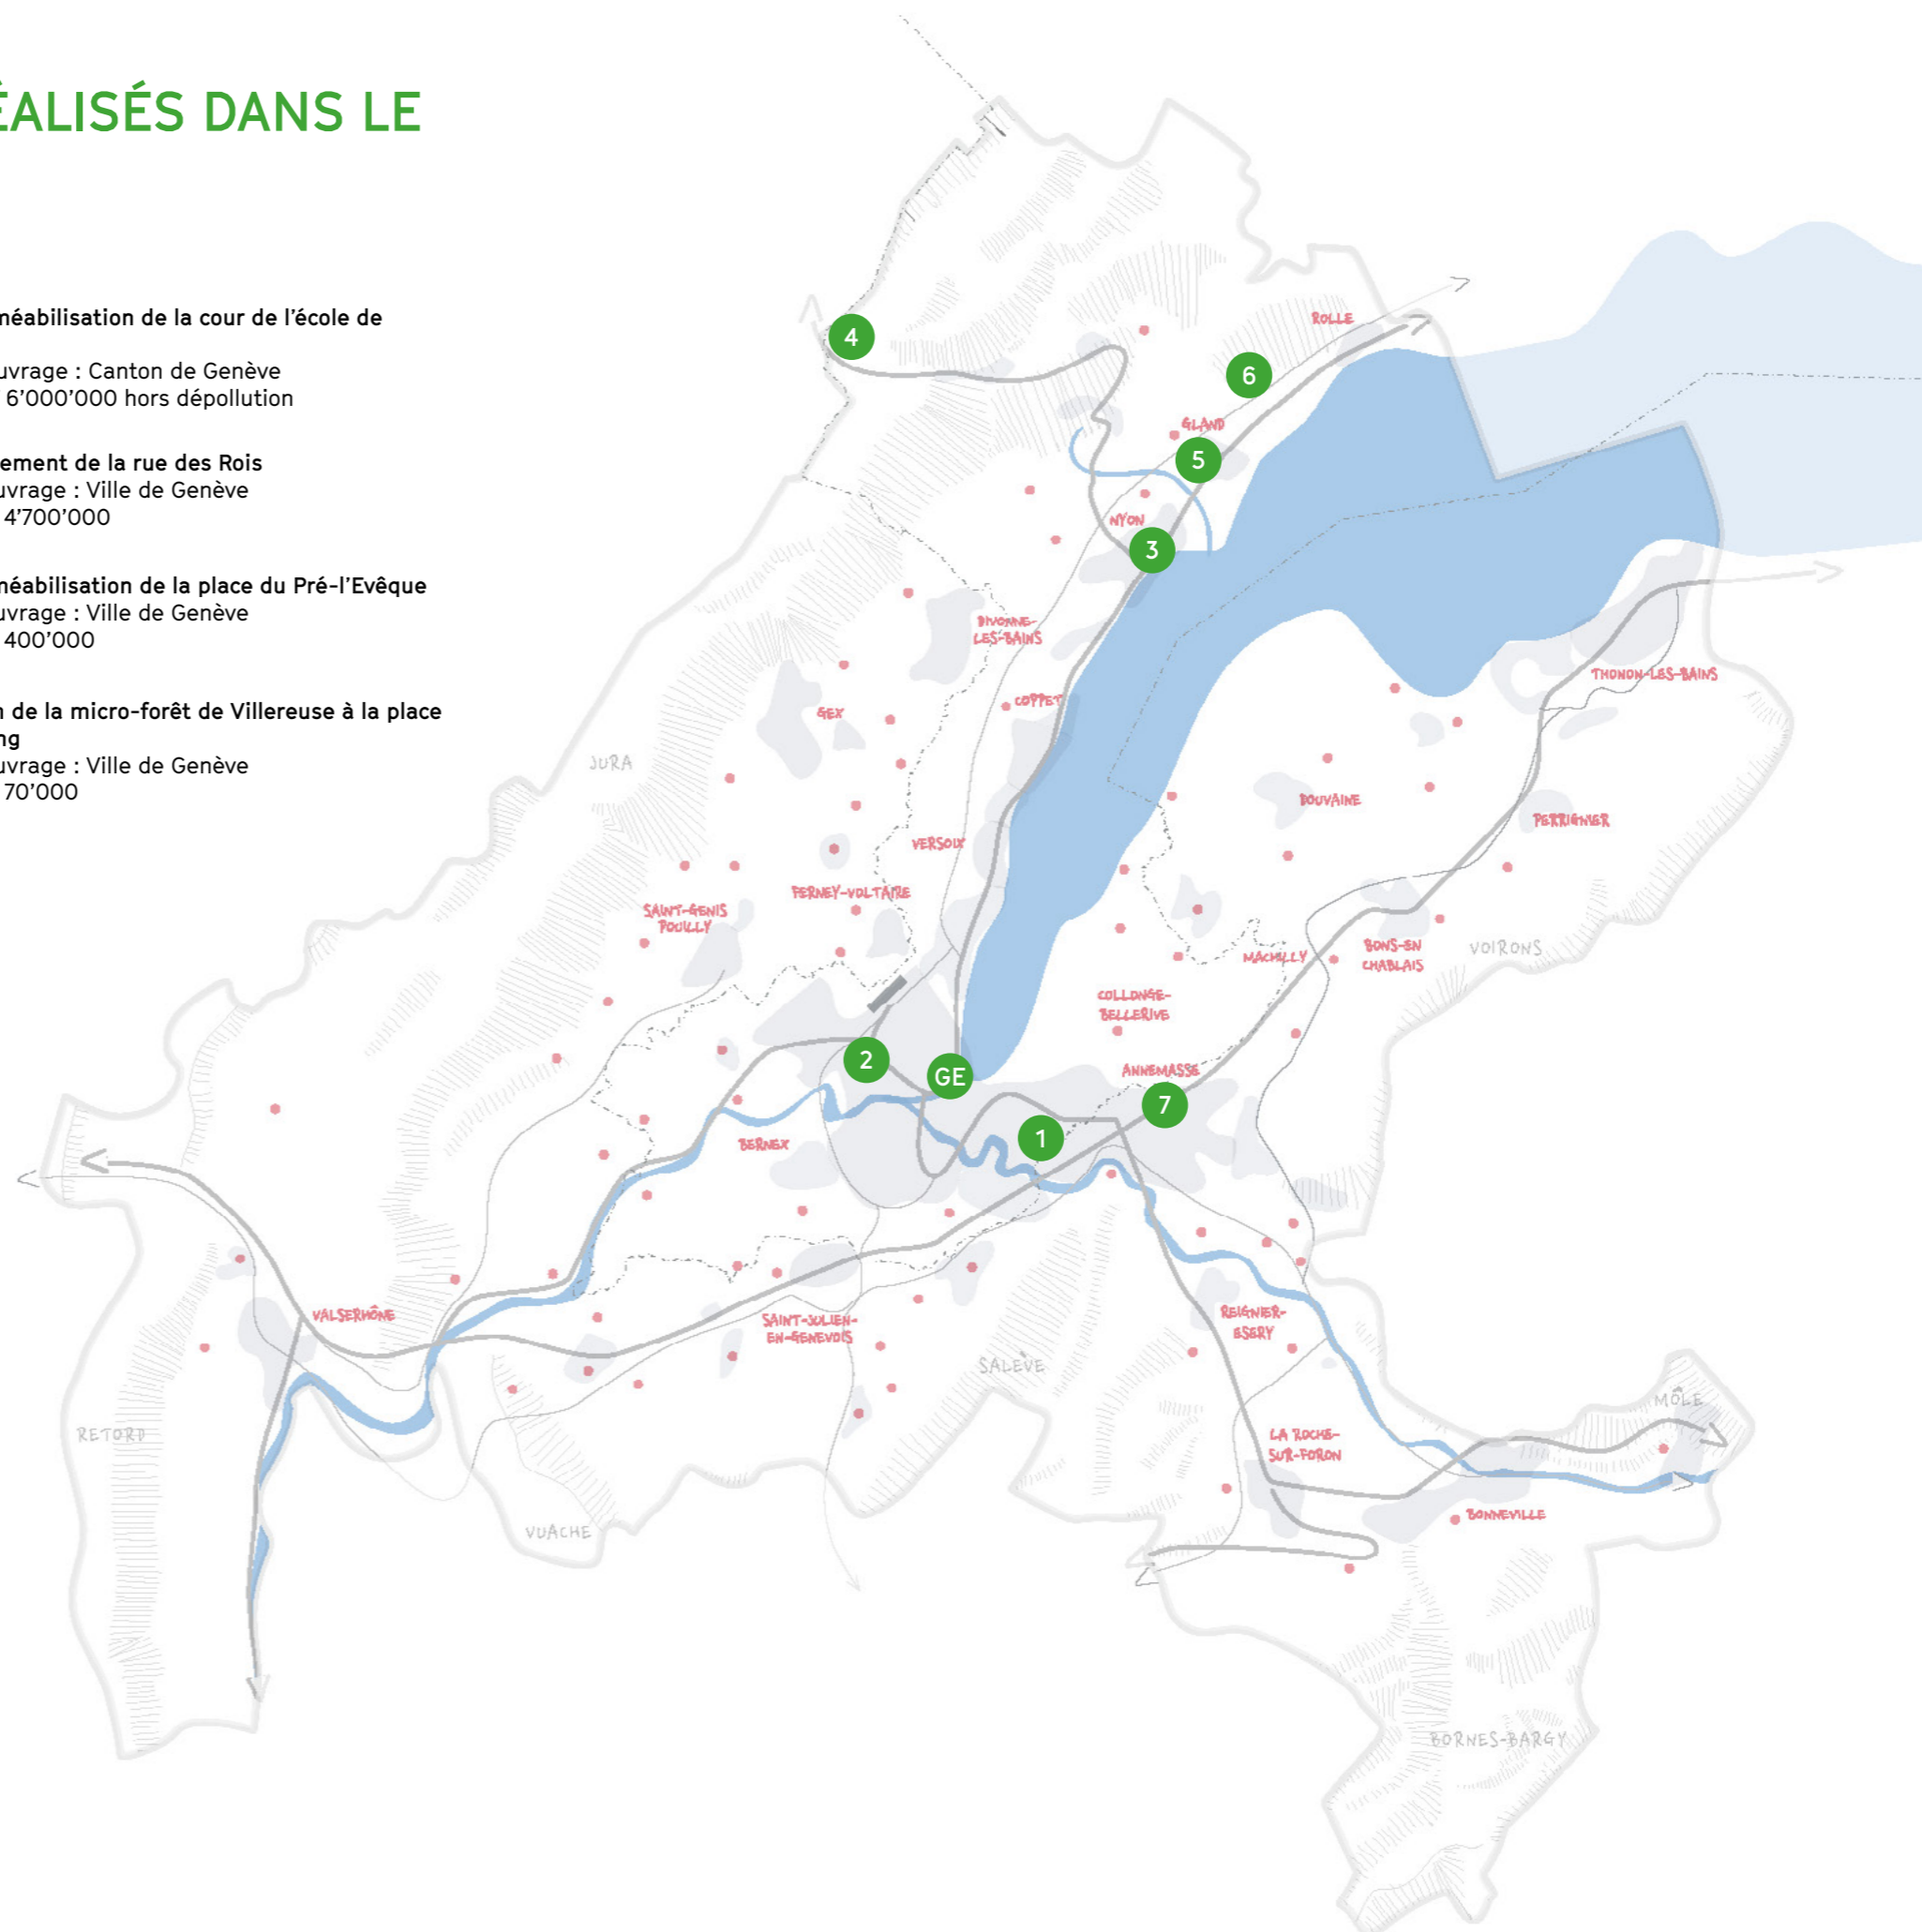 ÉALISÉS DANS LE
méabilisation de la cour de l'école de
uvrage : Canton de Genève
6'000'000 hors dépollution
ement de la rue des Rois
uvrage : Ville de Genève
4'700'000
méabilisation de la place du Pré-l'Evêque
uvrage : Ville de Genève
400'000
n de la micro-forêt de Villereuse à la place
ng
uvrage : Ville de Genève
70'000
4
ROLLE
6
GLAND
5
NYON
3
DIVONNE-
LES-BAINS
THONON-LES-BAINS
COPPET
GEX
JURA
DOUVAINE
PERRIGNIER
VERSOIX
FERNEY-VOLTAIRE
SAINT-GENIS
POUILLY
BONS-EN
CHABLAIS
VOIRONS
MACHILLY
COLLONGE-
BELLERIVE
2
GE
ANNEMASSE
7
1
BERNEX
VALSERHÔNE
SAINT-JULIEN-
EN-GENEVOIS
REIGNIER-
ESERY
SALÈVE
MÔLE
RETORD
LA ROCHE-
SUR-FORON
BONNEVILLE
VUACHE
BORNES-BARGY